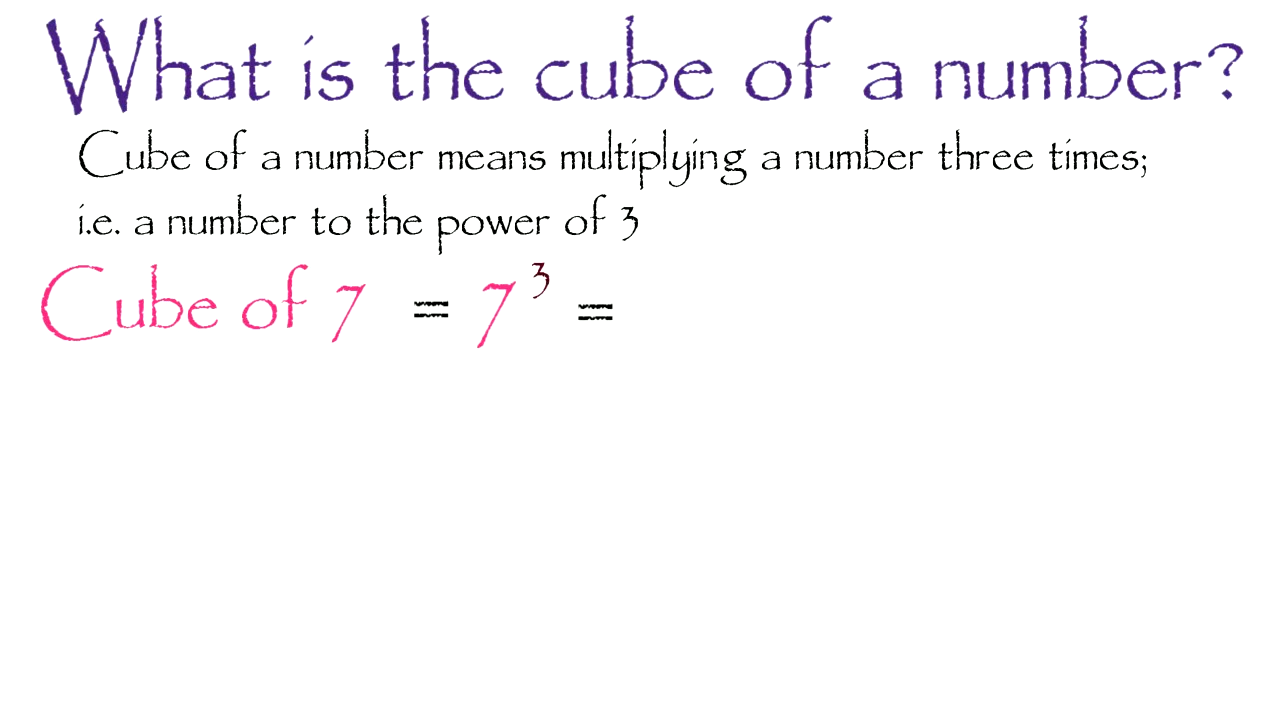 What is the cube of a number?
Cube of a number means multiplying a number three times;
i.e. a number to the power of 3
Cube of 7 = 7³ =